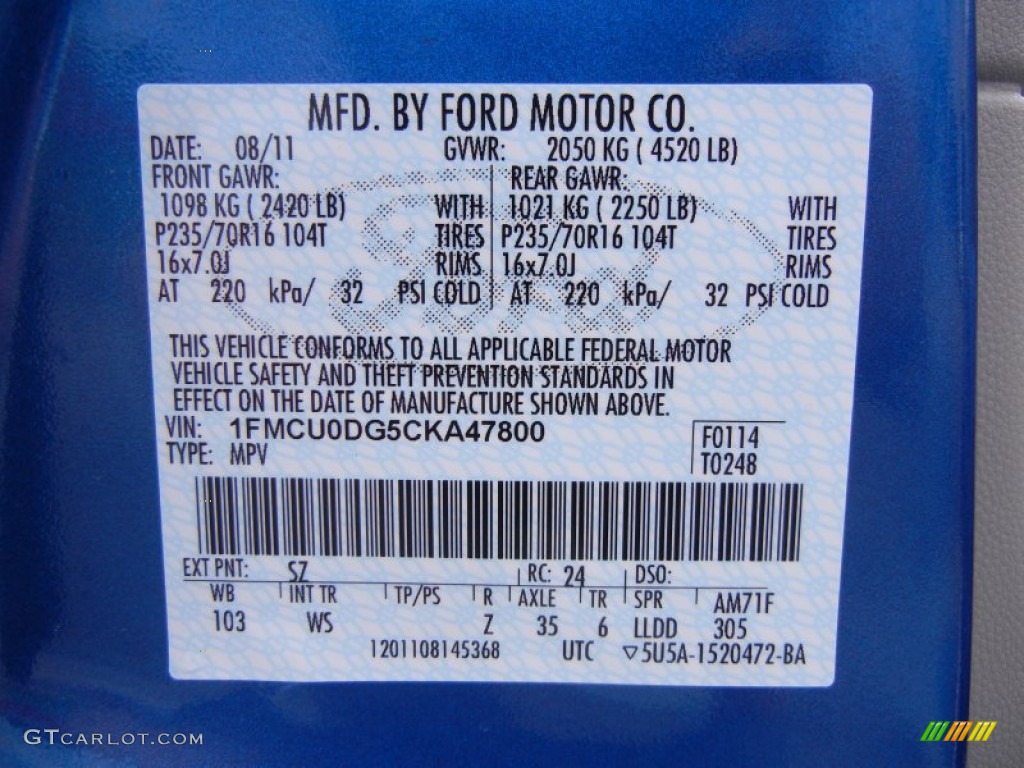 MFD. BY FORD MOTOR CO.
DATE: 08/11 GVWR: 2050 KG ( 4520 LB)
FRONT GAWR: REAR GAWR:
1098 KG ( 2420 LB) WITH 1021 KG ( 2250 LB) WITH
P235/70R16 104T TIRES P235/70R16 104T TIRES
16x7.0J RIMS 16x7.0J RIMS
AT 220 kPa/ 32 PSI COLD AT 220 kPa/ 32 PSI COLD
Ford
THIS VEHICLE CONFORMS TO ALL APPLICABLE FEDERAL MOTOR
VEHICLE SAFETY AND THEFT PREVENTION STANDARDS IN
EFFECT ON THE DATE OF MANUFACTURE SHOWN ABOVE.
VIN: 1FMCU0DG5CKA47800 F0114
TYPE: MPV T0248
EXT PNT: SZ RC: 24 DSO:
WB INT TR TP/PS R AXLE TR SPR AM71F
103 WS Z 35 6 LLDD 305
1201108145368 UTC ▽5U5A-1520472-BA
GTCARLOT.COM